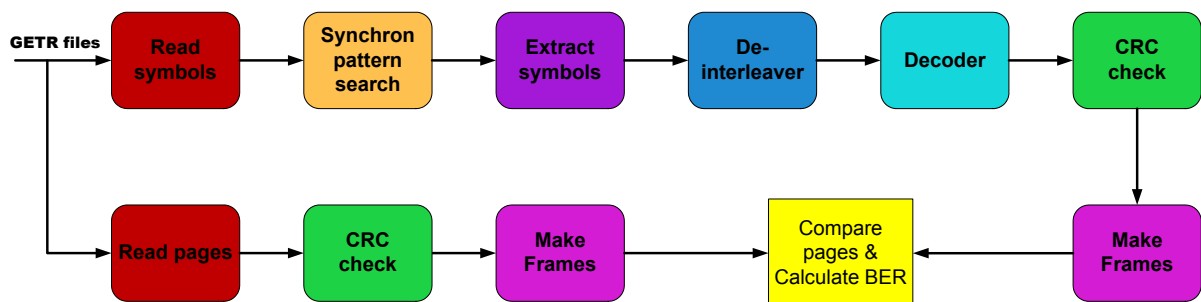 GETR files
Read
symbols
Synchron
pattern
search
Extract
symbols
De-
interleaver
Decoder
CRC
check
Read pages
CRC
check
Make
Frames
Compare
pages &
Calculate BER
Make
Frames